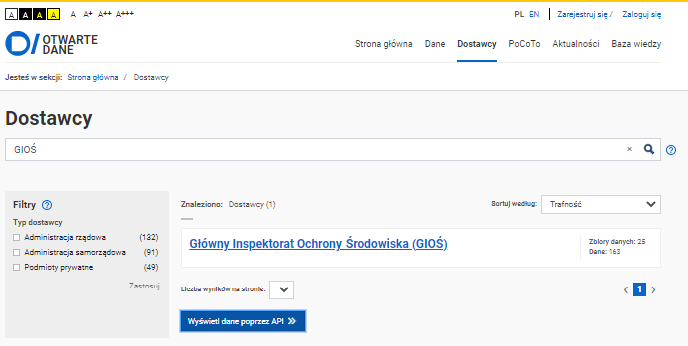 A A A A A A+ A++ A+++ PL EN Zarejestruj się / Zaloguj się
OTWARTE
DANE
Strona główna Dane Dostawcy PoCoTo Aktualności Baza wiedzy
Jesteś w sekcji: Strona główna / Dostawcy
Dostawcy
GIOŚ ×
Filtry Znaleziono: Dostawcy (1) Sortuj według: Trafność
Typ dostawcy
Administracja rządowa (132)
Administracja samorządowa (91)
Podmioty prywatne (49)
Zastosuj
Główny Inspektorat Ochrony Środowiska (GIOŚ)
Zbiory danych: 25
Dane: 163
Liczba wyników na stronie: 1
Wyświetl dane poprzez API